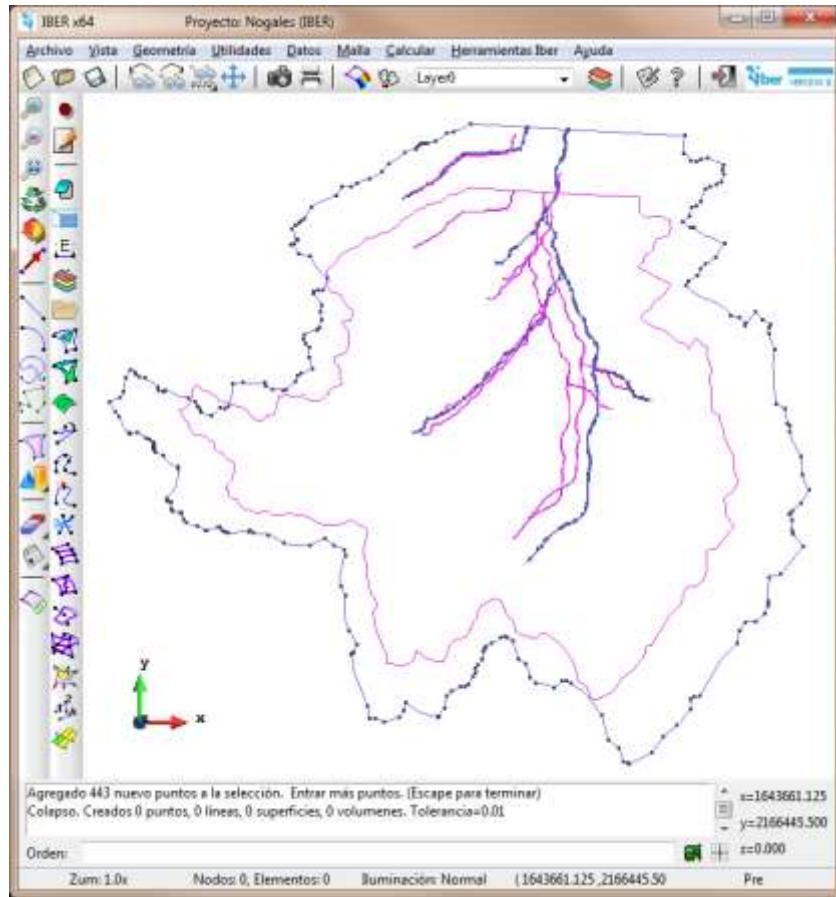 IBER x64 Proyecto: Nogales (IBER)
Archivo Vista Geometría Utilidades Datos Malla Calcular Herramientas Iber Ayuda
Layer0
Iber
E
y
x
Agregado 443 nuevo puntos a la selección. Entrar más puntos. (Escape para terminar)
Colapso. Creados 0 puntos, 0 líneas, 0 superficies, 0 volumenes. Tolerancia=0.01
x=1643661.125
y=2166445.500
z=0.000
Orden:
Zum: 1.0x Nodos: 0, Elementos: 0 Iluminación: Normal (1643661.125 ,2166445.50 Pre